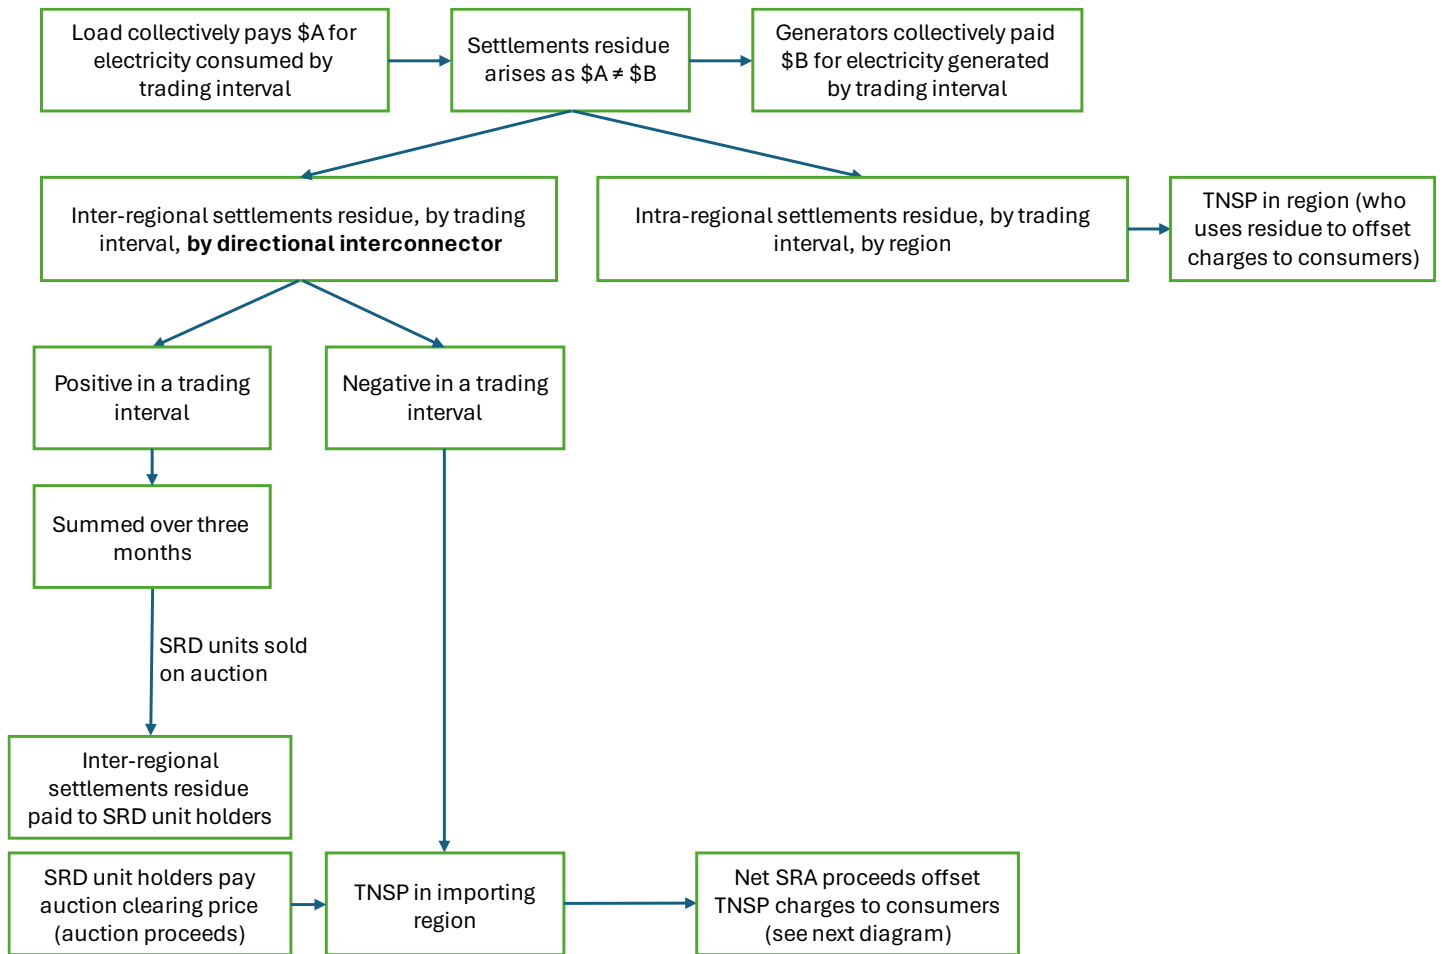 Load collectively pays $A for
electricity consumed by
trading interval
Settlements residue
arises as $A ≠ $B
Generators collectively paid
$B for electricity generated
by trading interval
Inter-regional settlements residue, by trading
interval, by directional interconnector
Intra-regional settlements residue, by trading
interval, by region
TNSP in region (who
uses residue to offset
charges to consumers)
Positive in a trading
interval
Negative in a trading
interval
Summed over three
months
SRD units sold
on auction
Inter-regional
settlements residue
paid to SRD unit holders
SRD unit holders pay
auction clearing price
(auction proceeds)
TNSP in importing
region
Net SRA proceeds offset
TNSP charges to consumers
(see next diagram)